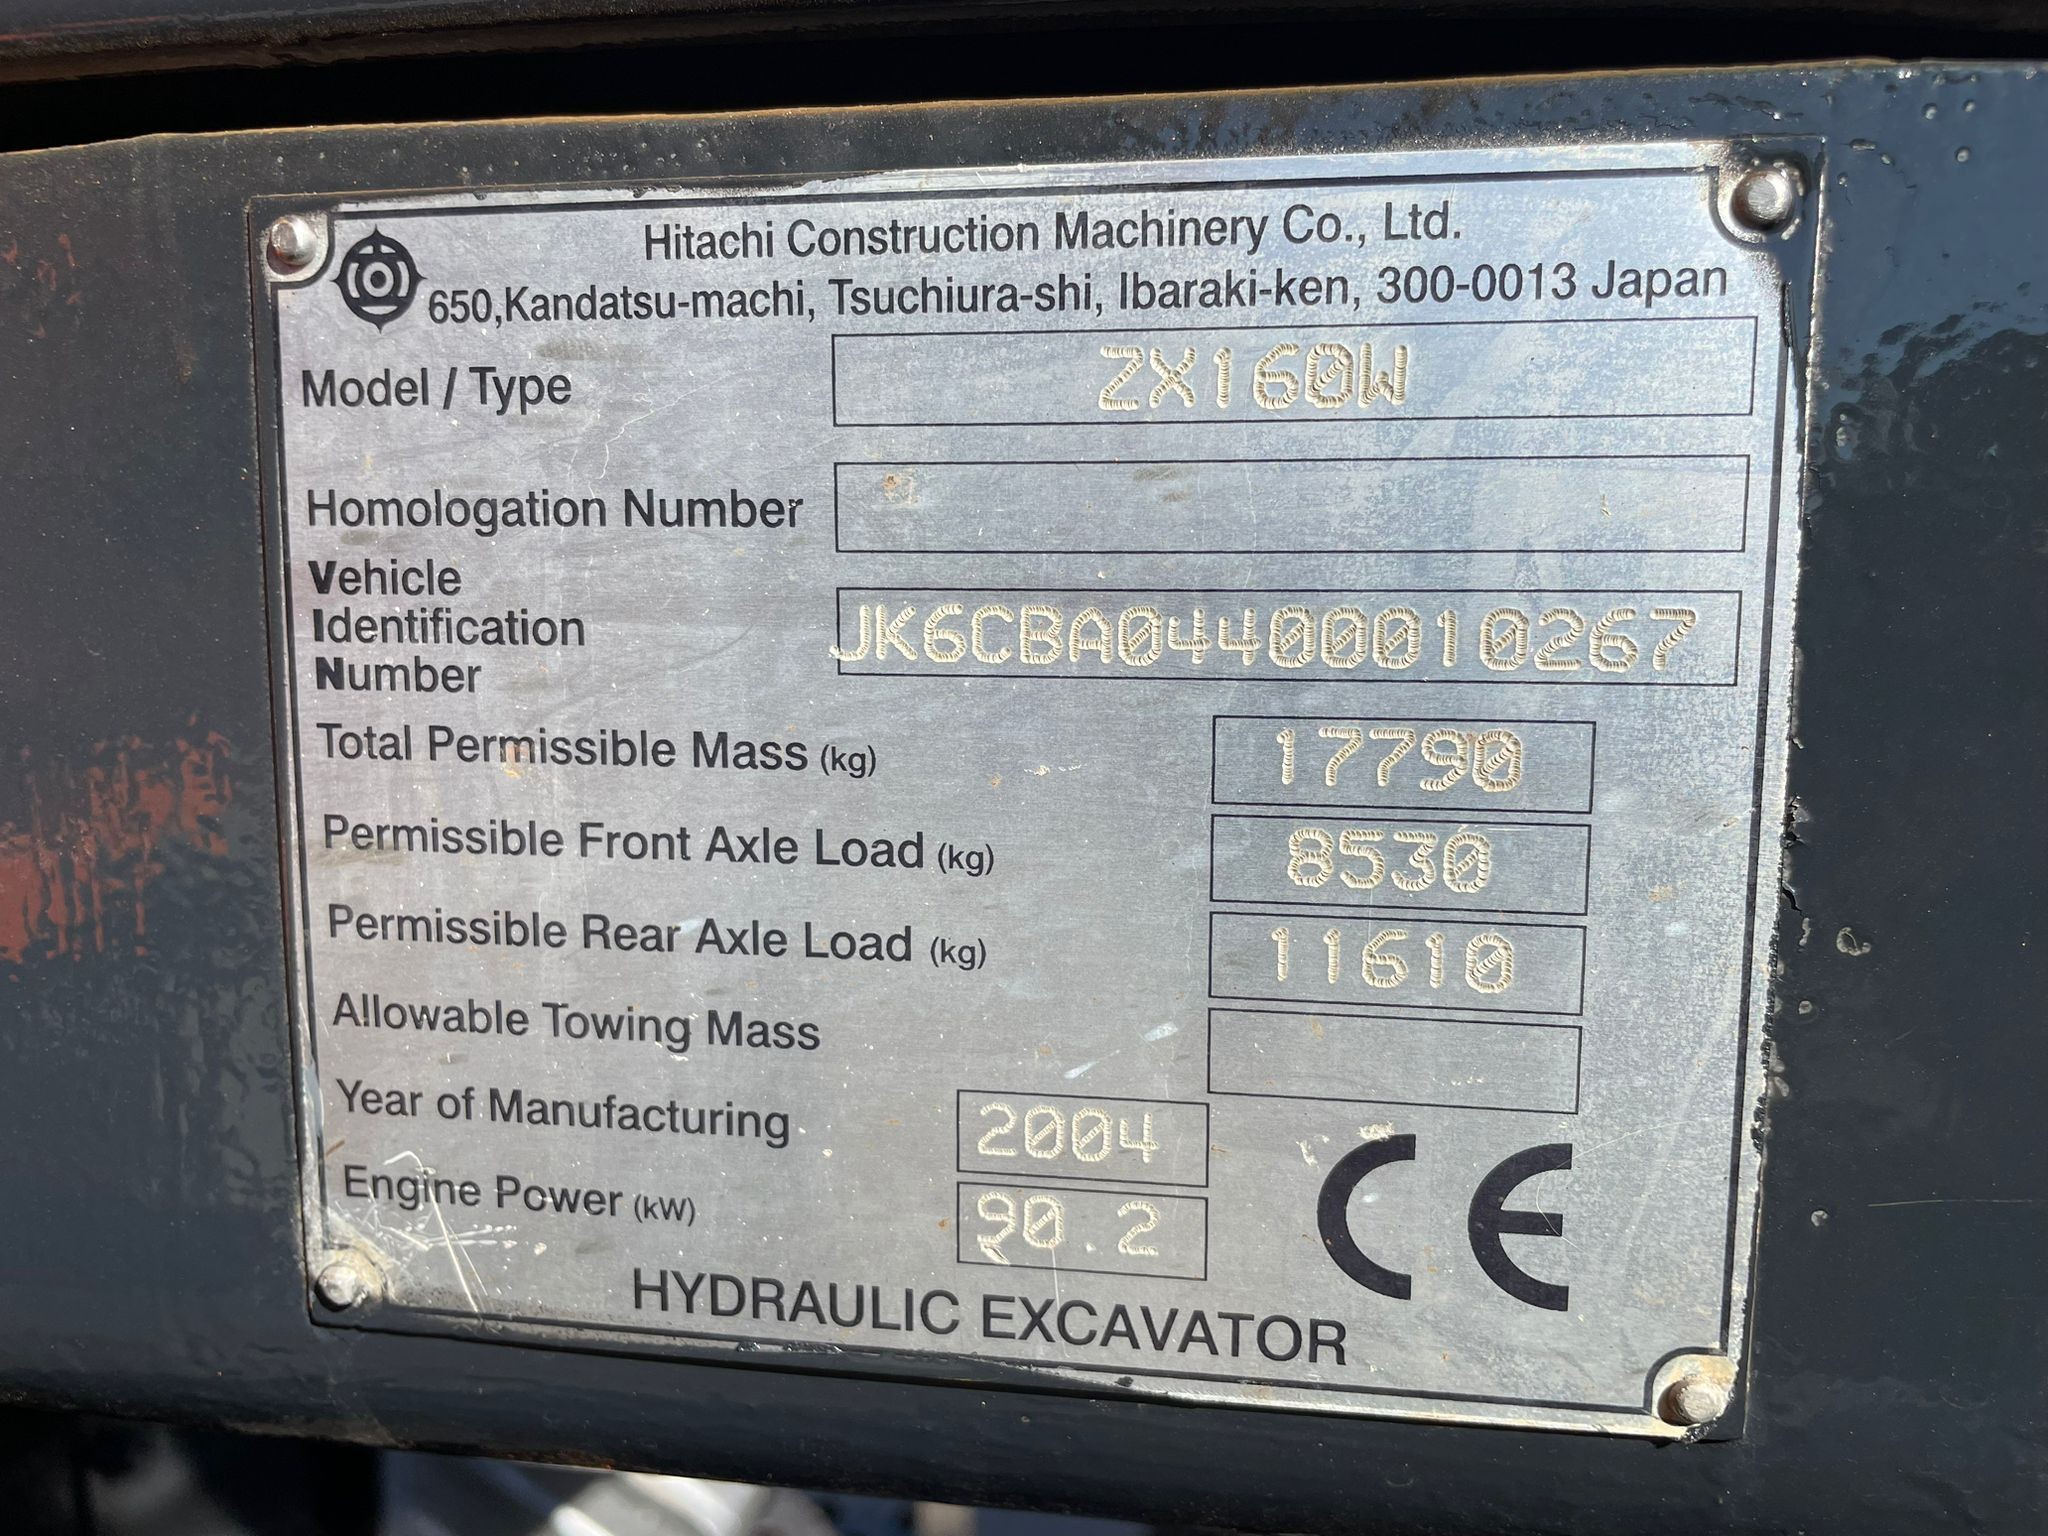 Hitachi Construction Machinery Co., Ltd.
650,Kandatsu-machi, Tsuchiura-shi, Ibaraki-ken, 300-0013 Japan
Model / Type ZX160W
Homologation Number
Vehicle
Identification
Number JK6CBA04400010267
Total Permissible Mass (kg) 17790
Permissible Front Axle Load (kg) 8530
Permissible Rear Axle Load (kg) 11610
Allowable Towing Mass
Year of Manufacturing 2004
Engine Power (kW) 90.2
CE
HYDRAULIC EXCAVATOR